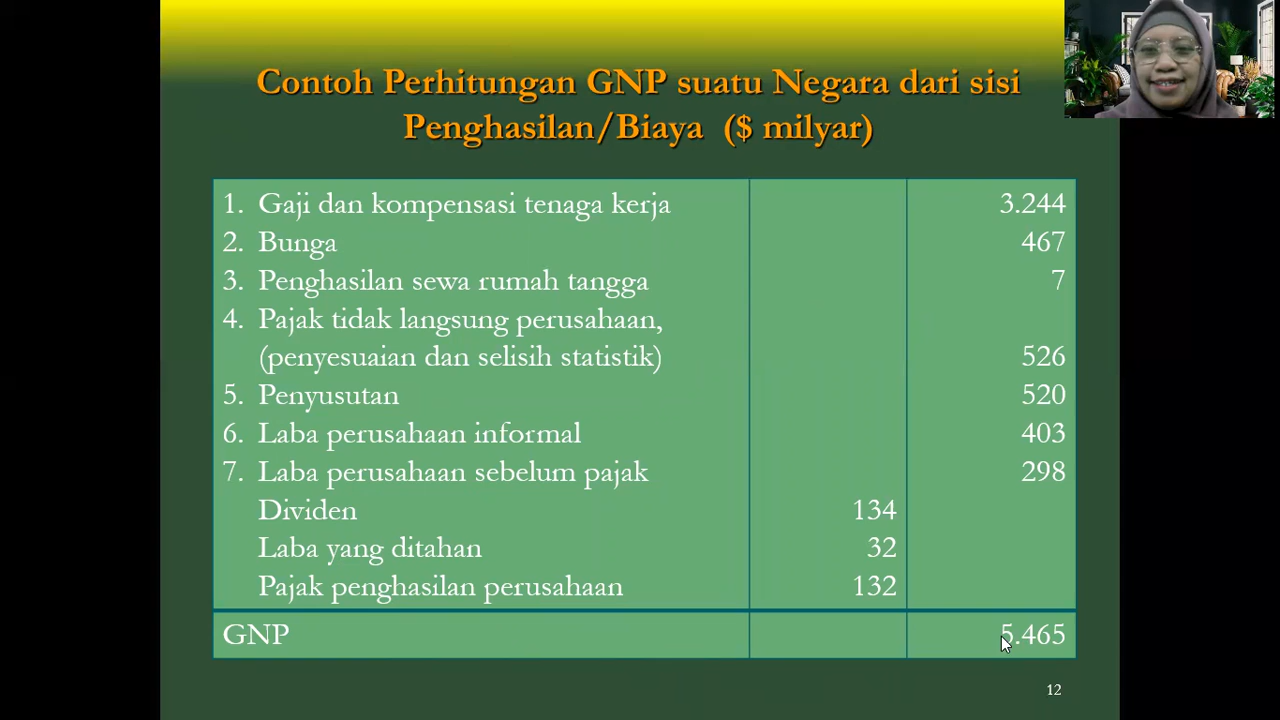 Contoh Perhitungan GNP suatu Negara dari sisi
Penghasilan/Biaya ($ milyar)
1. Gaji dan kompensasi tenaga kerja 3.244
2. Bunga 467
3. Penghasilan sewa rumah tangga 7
4. Pajak tidak langsung perusahaan,
(penyesuaian dan selisih statistik) 526
5. Penyusutan 520
6. Laba perusahaan informal 403
7. Laba perusahaan sebelum pajak 298
Dividen 134
Laba yang ditahan 32
Pajak penghasilan perusahaan 132
GNP 5.465
12